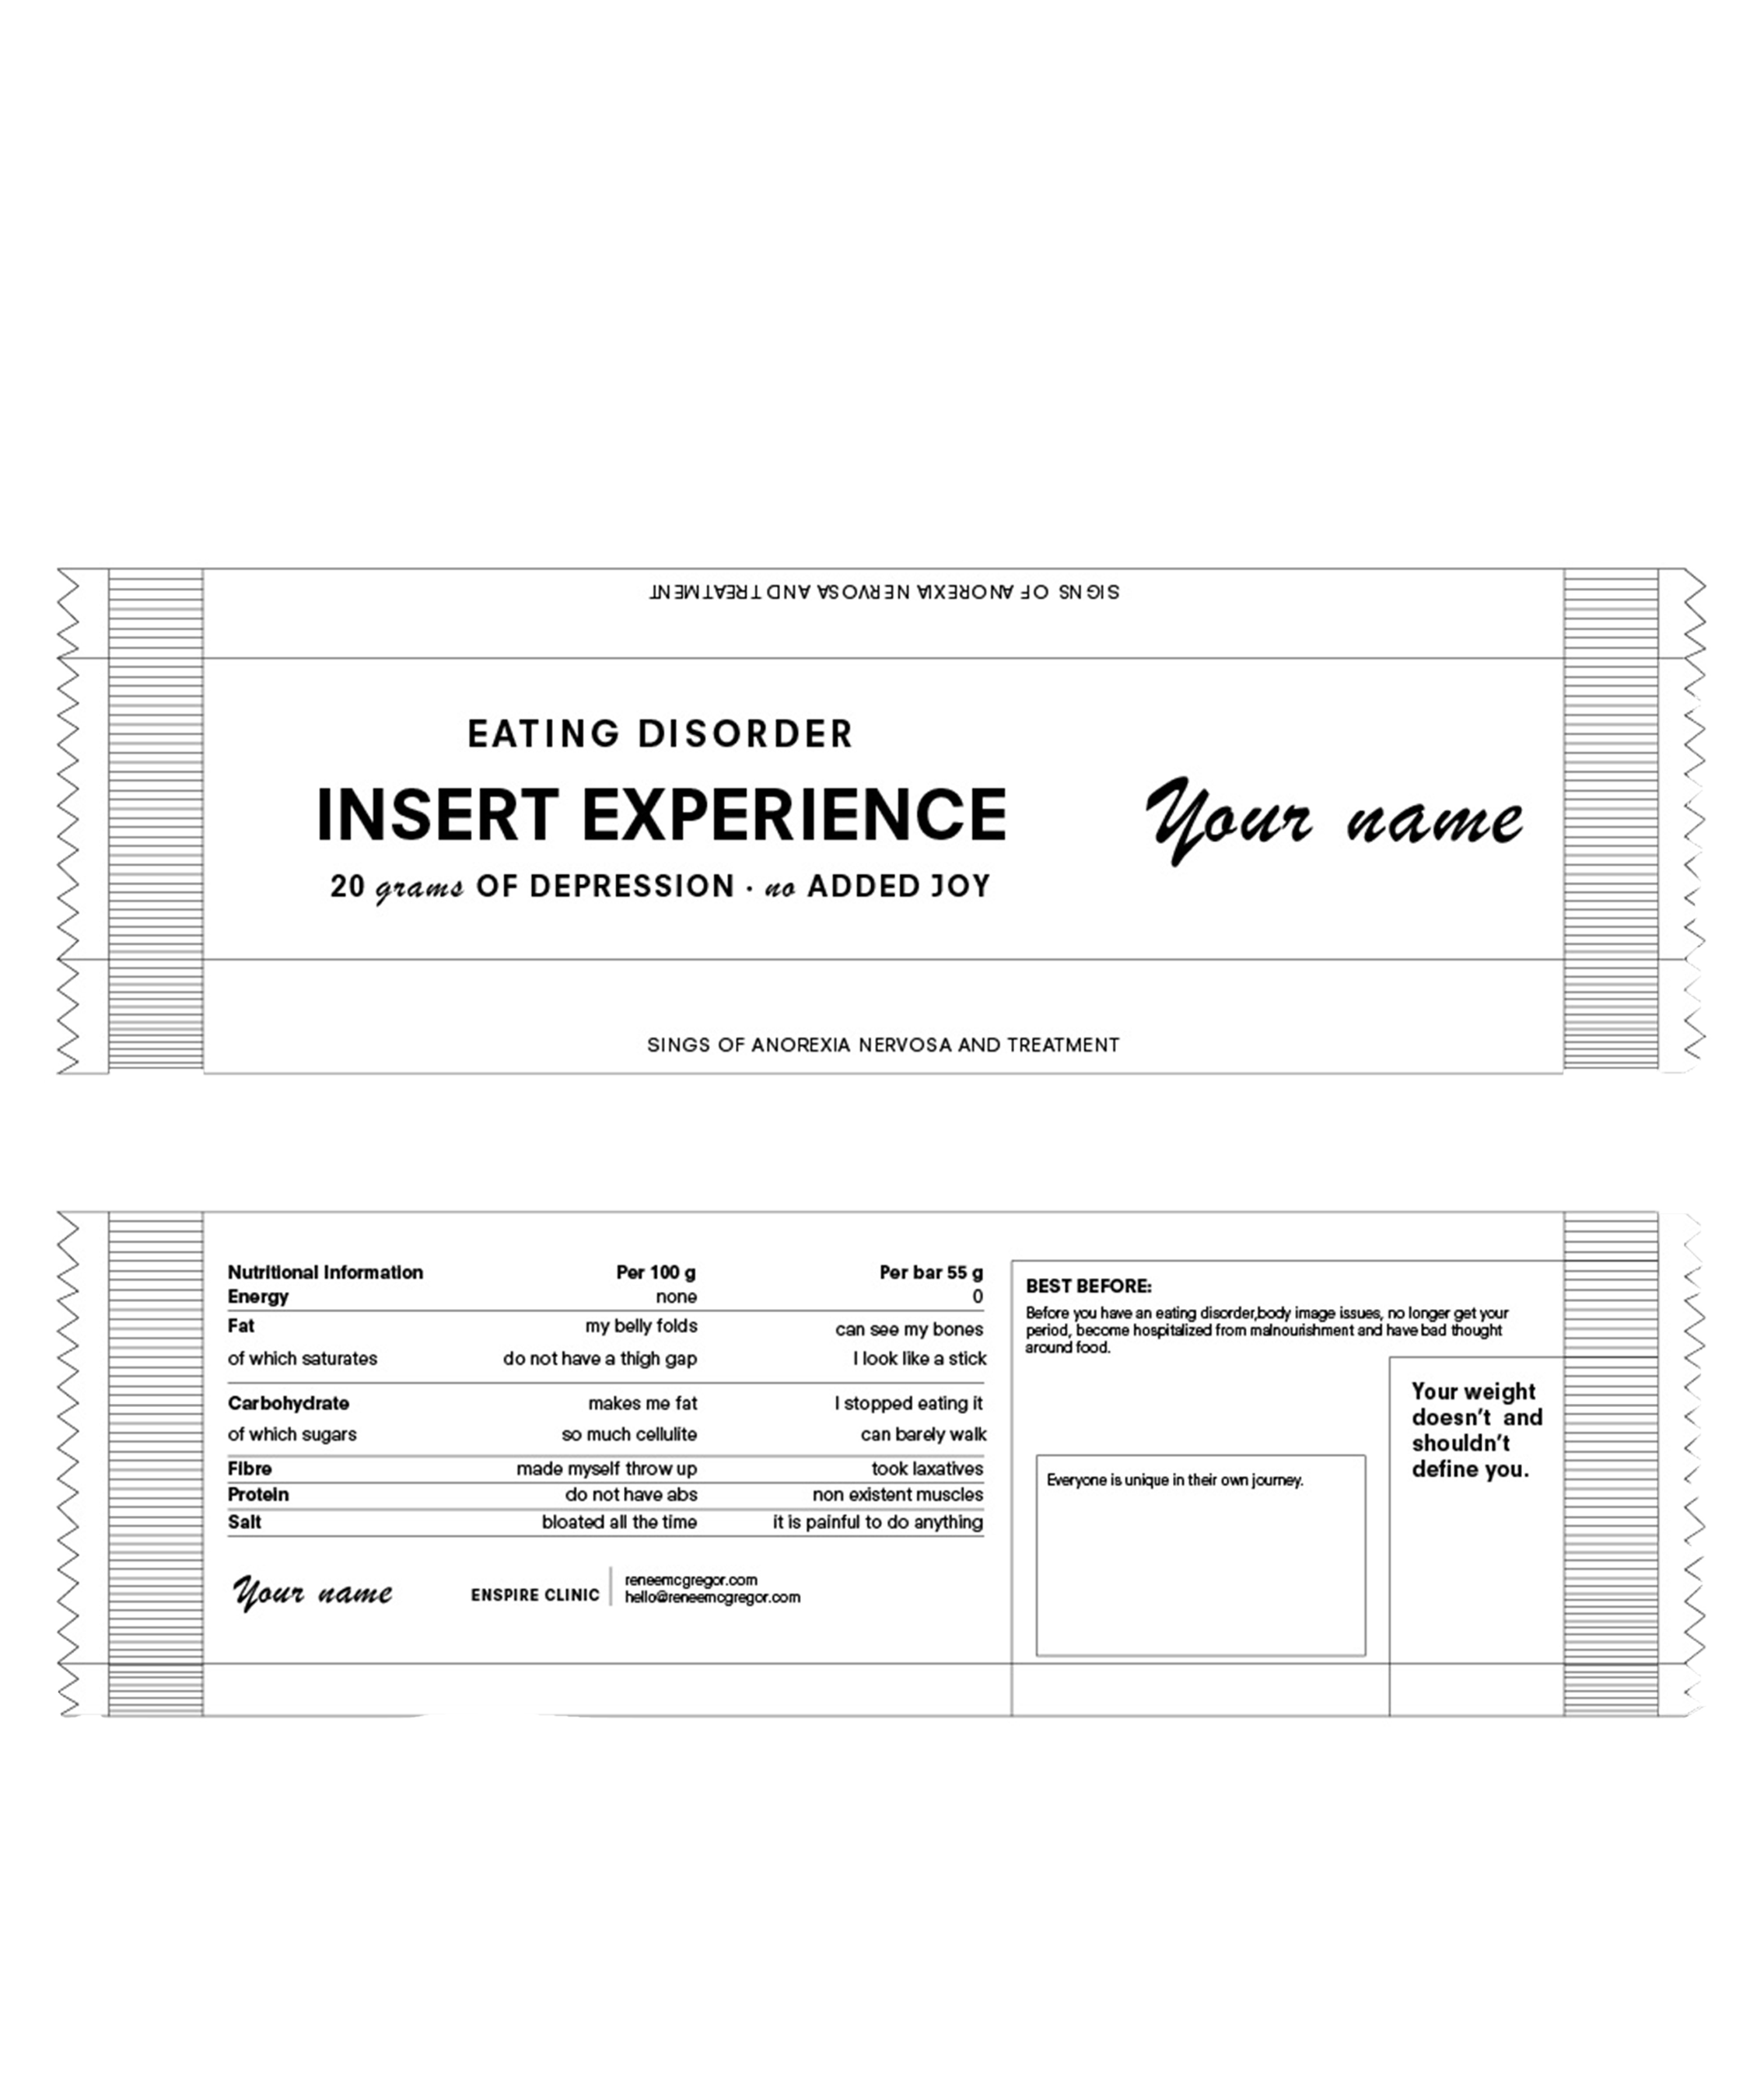 SIGNS OF ANOREXIA NERVOSA AND TREATMENT
EATING DISORDER
INSERT EXPERIENCE
20 grams OF DEPRESSION · no ADDED JOY
Your name
SINGS OF ANOREXIA NERVOSA AND TREATMENT
Nutritional Information Per 100 g Per bar 55 g
Energy none 0
Fat my belly folds can see my bones
of which saturates do not have a thigh gap I look like a stick
Carbohydrate makes me fat I stopped eating it
of which sugars so much cellulite can barely walk
Fibre made myself throw up took laxatives
Protein do not have abs non existent muscles
Salt bloated all the time it is painful to do anything
Your name
ENSPIRE CLINIC
reneemcgregor.com
hello@reneemcgregor.com
BEST BEFORE:
Before you have an eating disorder,body image issues, no longer get your
period, become hospitalized from malnourishment and have bad thought
around food.
Everyone is unique in their own journey.
Your weight
doesn't and
shouldn't
define you.